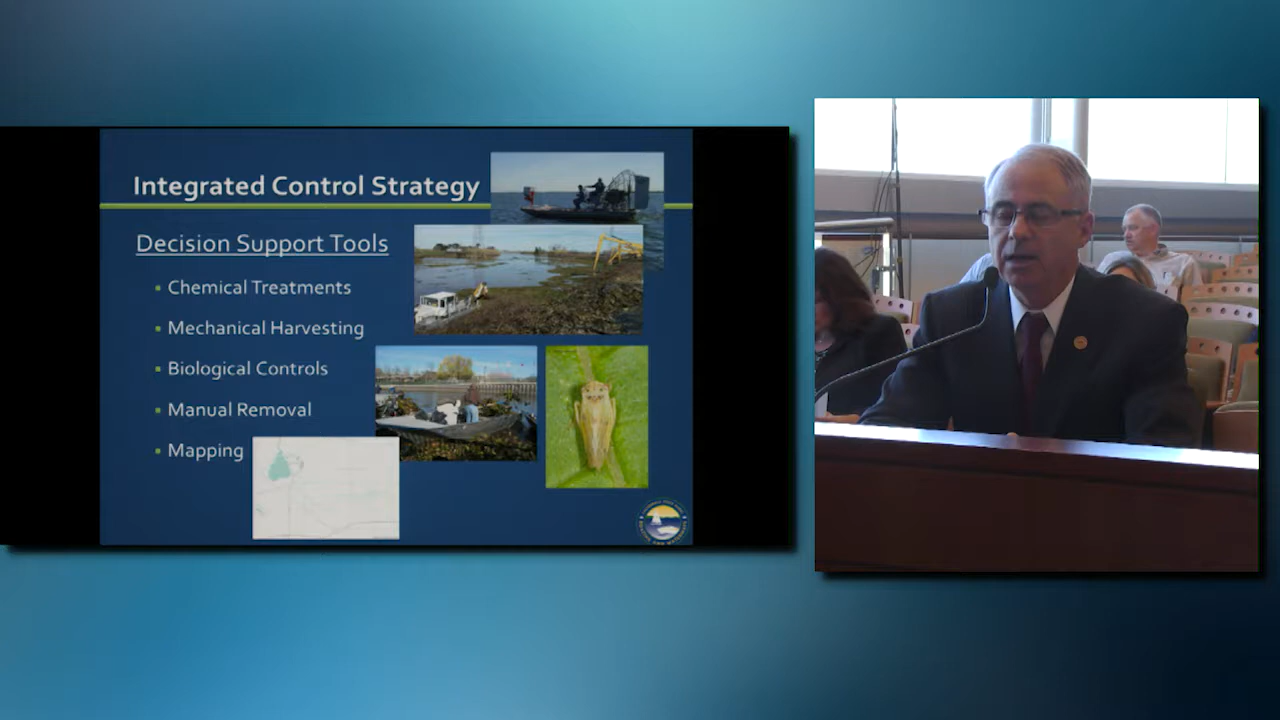 Integrated Control Strategy
Decision Support Tools
Chemical Treatments
Mechanical Harvesting
Biological Controls
Manual Removal
Mapping